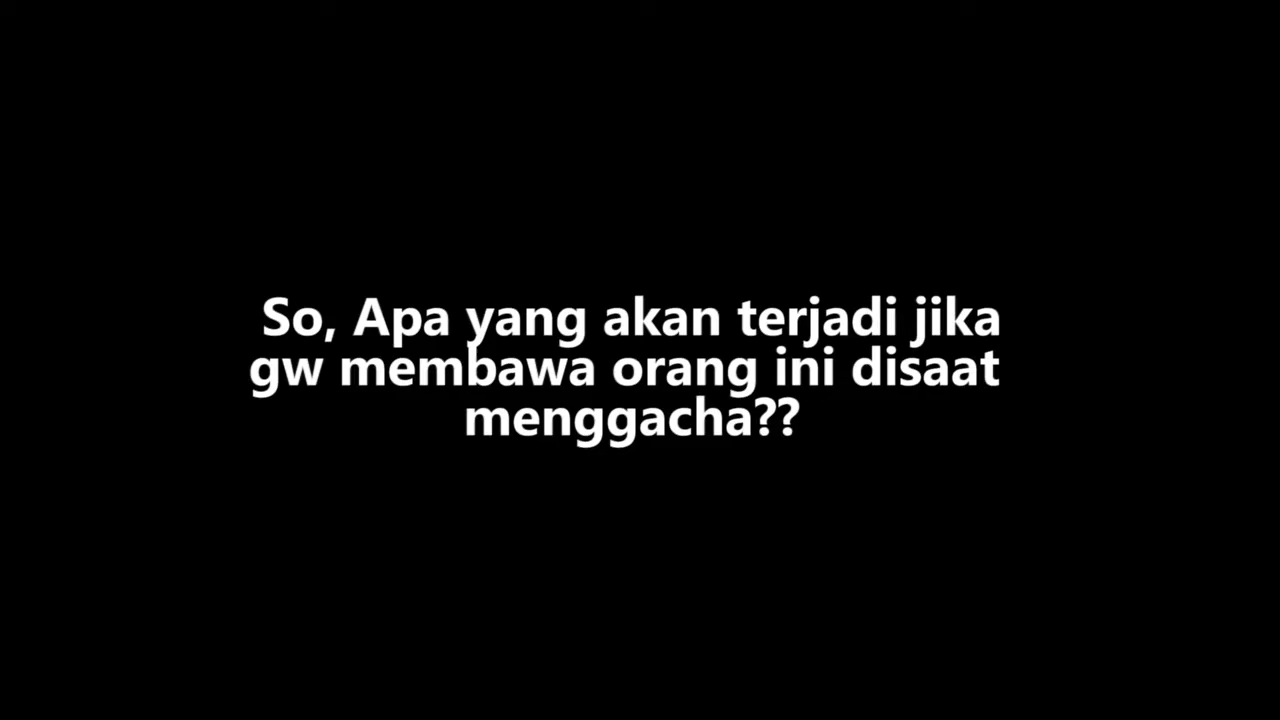 So, Apa yang akan terjadi jika
gw membawa orang ini disaat
menggacha??